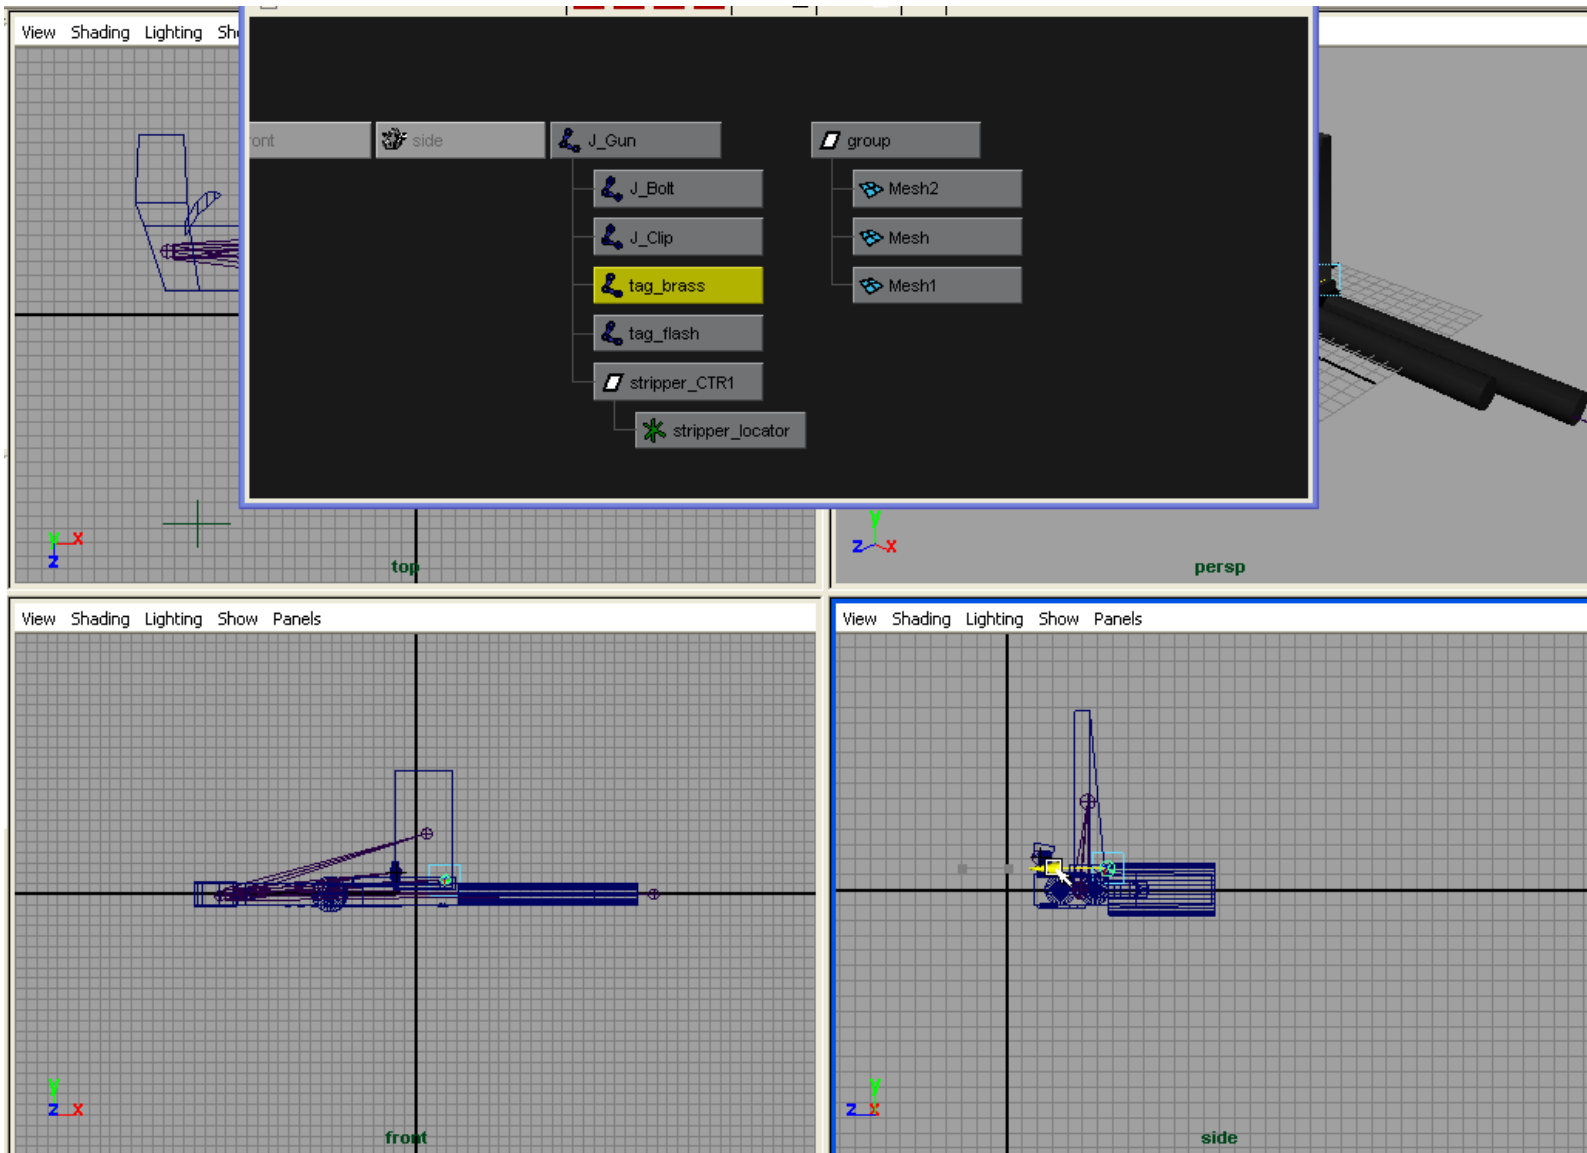 View Shading Lighting
ont
side
J_Gun
group
J_Bolt
Mesh2
J_Clip
Mesh
tag_brass
Mesh1
tag_flash
stripper_CTR1
stripper_locator
y x
z
top
y
z x
persp
View Shading Lighting Show Panels
View Shading Lighting Show Panels
y
z x
front
y
z x
side